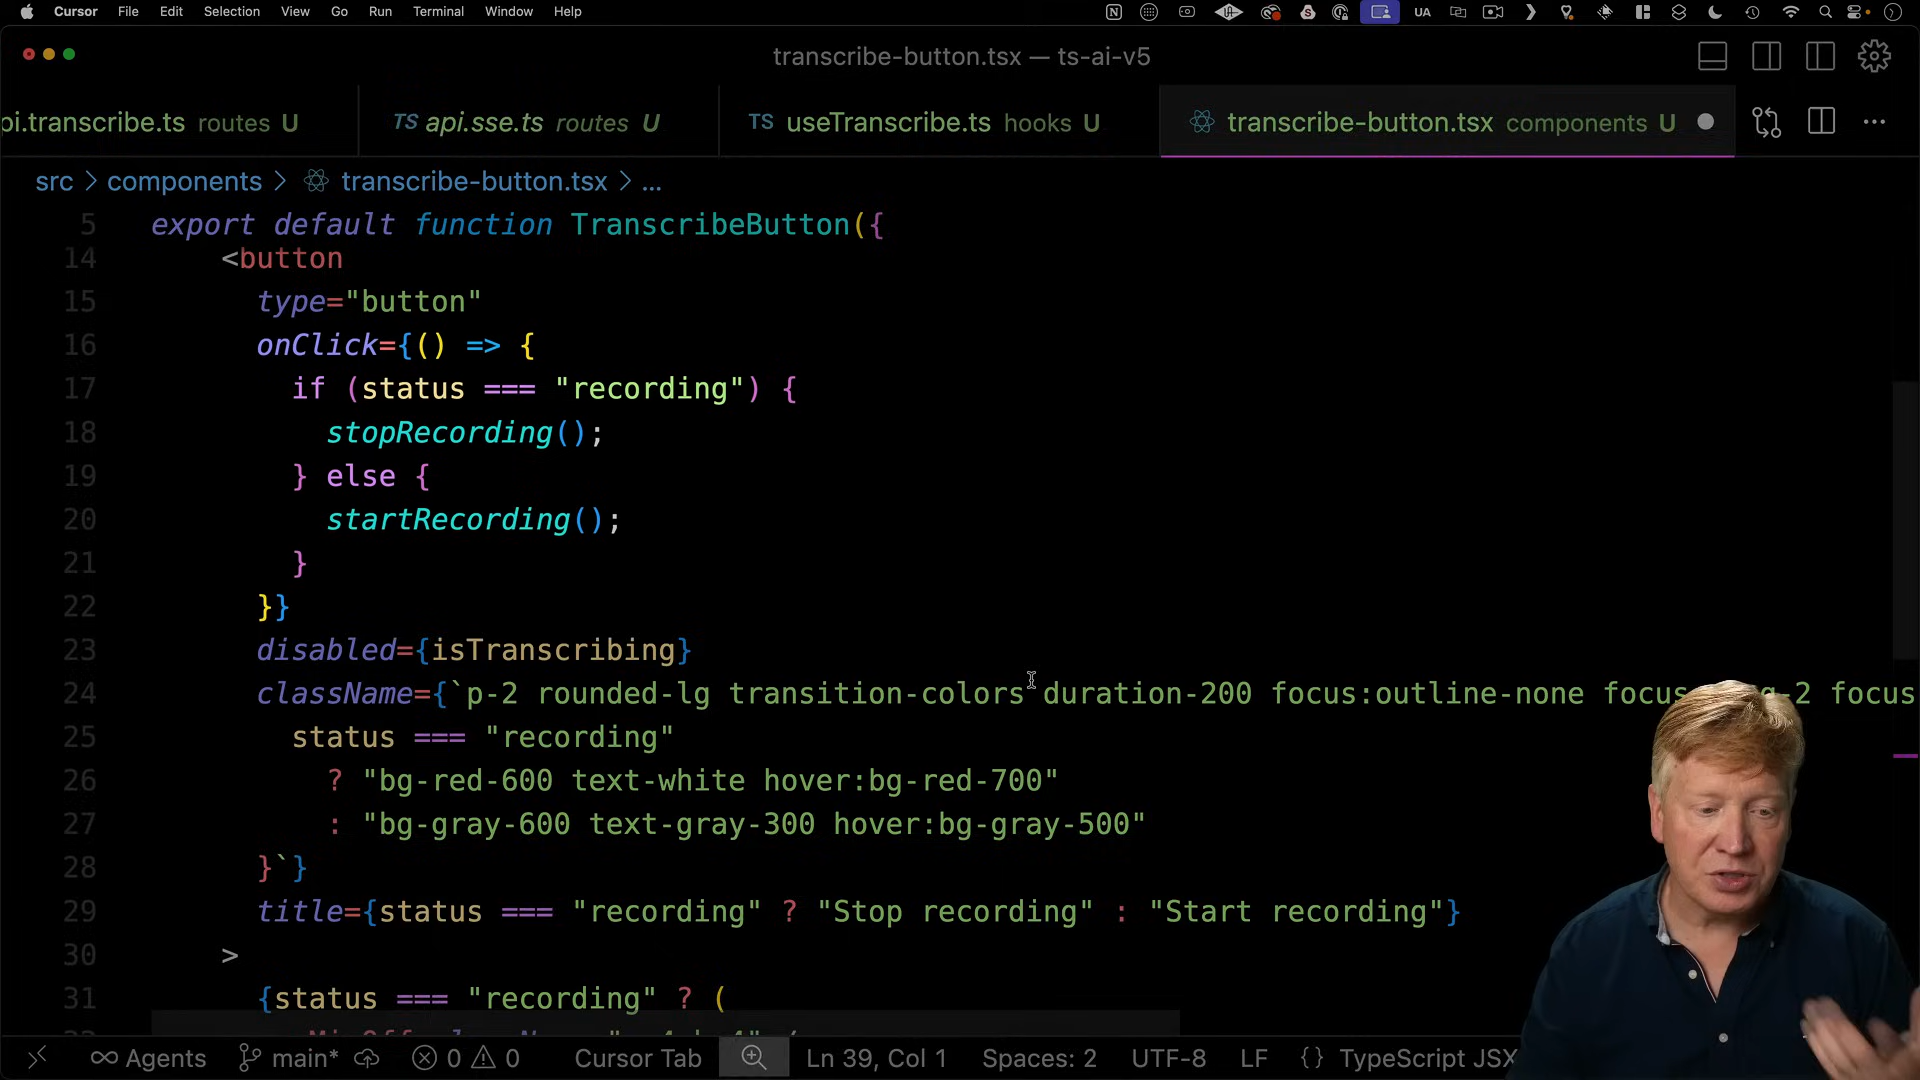 Cursor File Edit Selection View Go Run Terminal Window Help UA
transcribe-button.tsx — ts-ai-v5
pi.transcribe.ts routes U TS api.sse.ts routes U TS useTranscribe.ts hooks U transcribe-button.tsx components U
src > components > transcribe-button.tsx > ...
5 export default function TranscribeButton({
14 <button
15 type="button"
16 onClick={() => {
17 if (status === "recording") {
18 stopRecording();
19 } else {
20 startRecording();
21 }
22 }}
23 disabled={isTranscribing}
24 className={`p-2 rounded-lg transition-colors duration-200 focus:outline-none focus -2 focus
25 status === "recording"
26 ? "bg-red-600 text-white hover:bg-red-700"
27 : "bg-gray-600 text-gray-300 hover:bg-gray-500"
28 }`}
29 title={status === "recording" ? "Stop recording" : "Start recording"}
30 >
31 {status === "recording" ? (
Agents main* 0 0 Cursor Tab Ln 39, Col 1 Spaces: 2 UTF-8 LF {} TypeScript JSX